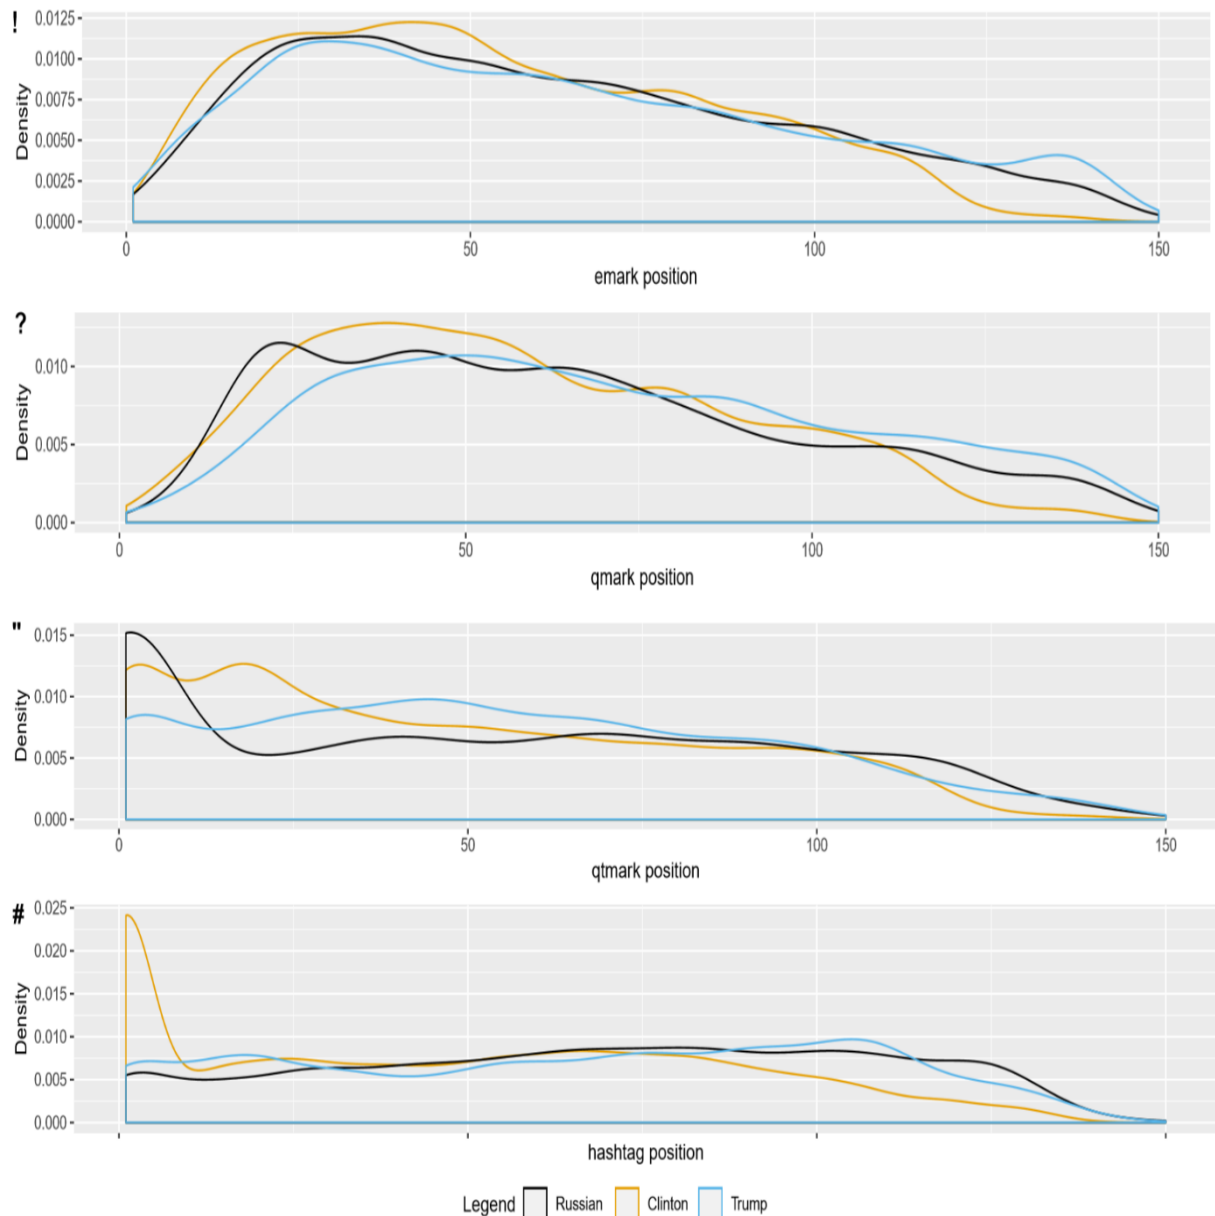 !
Density
0.0125
0.0100
0.0075
0.0050
0.0025
0.0000
0 50 100 150
emark position
?
Density
0.010
0.005
0.000
0 50 100 150
qmark position
"
Density
0.015
0.010
0.005
0.000
0 50 100 150
qtmark position
#
Density
0.025
0.020
0.015
0.010
0.005
0.000
hashtag position
Legend Russian Clinton Trump